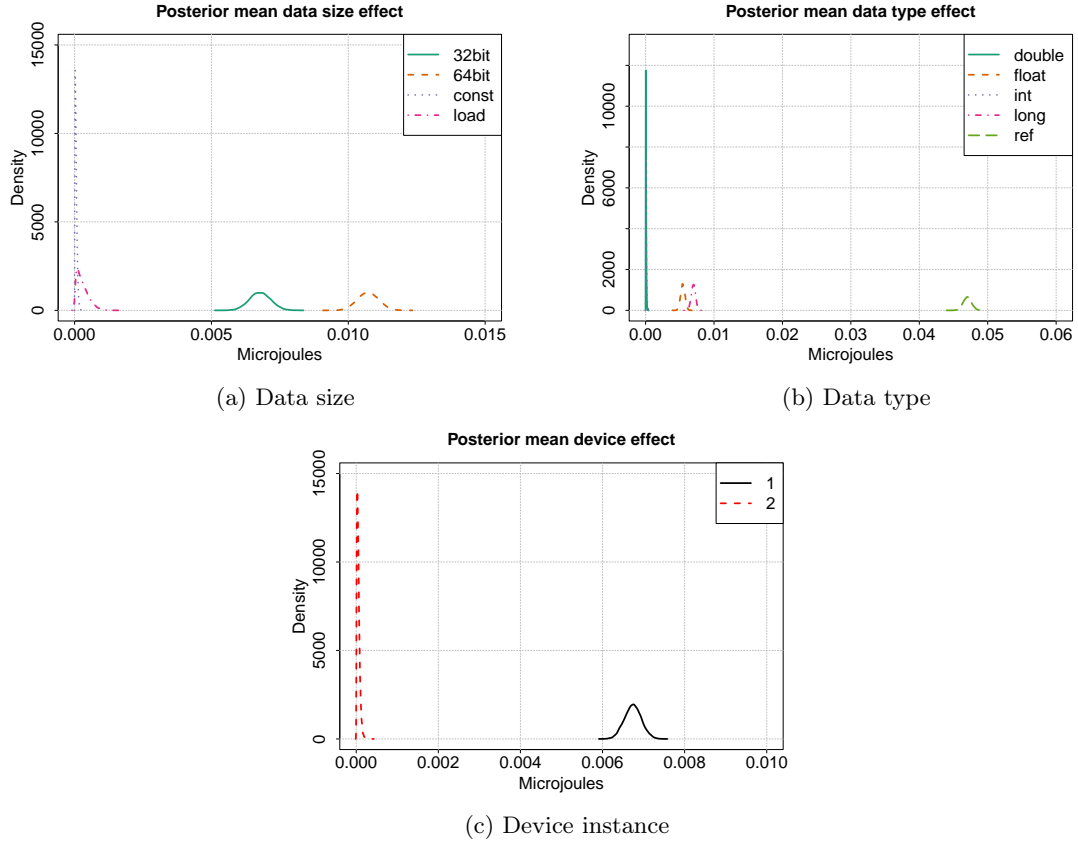 Posterior mean data size effect
Density
15000
10000
5000
0
32bit
64bit
const
load
0.000 0.005 0.010 0.015
Microjoules
(a) Data size
Posterior mean data type effect
Density
10000
8000
6000
4000
2000
0
double
float
int
long
ref
0.00 0.01 0.02 0.03 0.04 0.05 0.06
Microjoules
(b) Data type
Posterior mean device effect
Density
15000
10000
5000
0
1
2
0.000 0.002 0.004 0.006 0.008 0.010
Microjoules
(c) Device instance